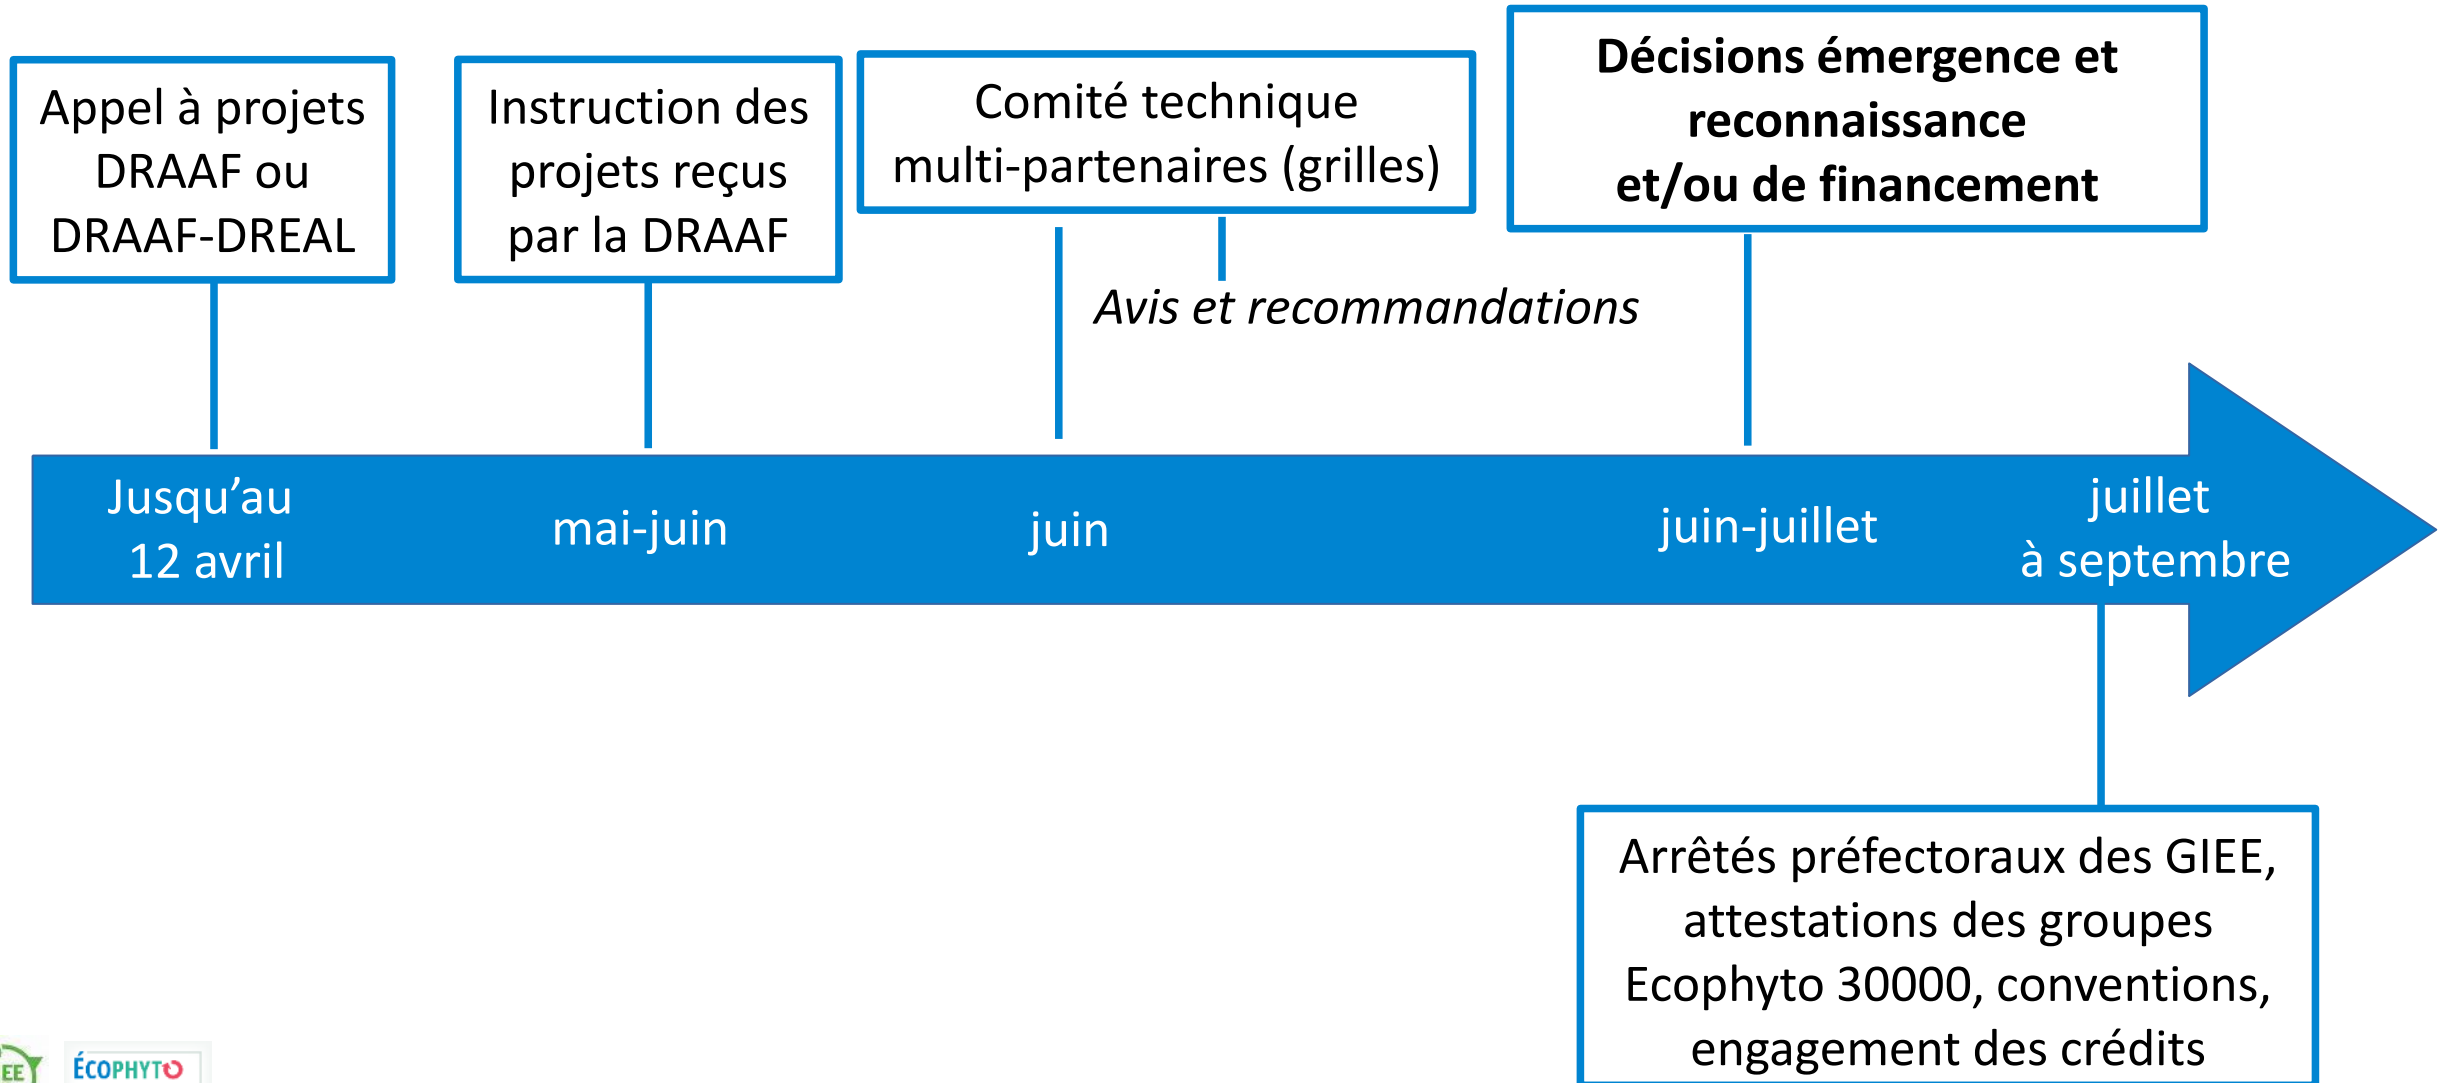 Appel à projets
DRAAF ou
DRAAF-DREAL
Instruction des
projets reçus
par la DRAAF
Comité technique
multi-partenaires (grilles)
Avis et recommandations
Décisions émergence et
reconnaissance
et/ou de financement
Jusqu’au
12 avril
mai-juin
juin
juin-juillet
juillet
à septembre
Arrêtés préfectoraux des GIEE,
attestations des groupes
Ecophyto 30000, conventions,
engagement des crédits
ÉCOPHYTO